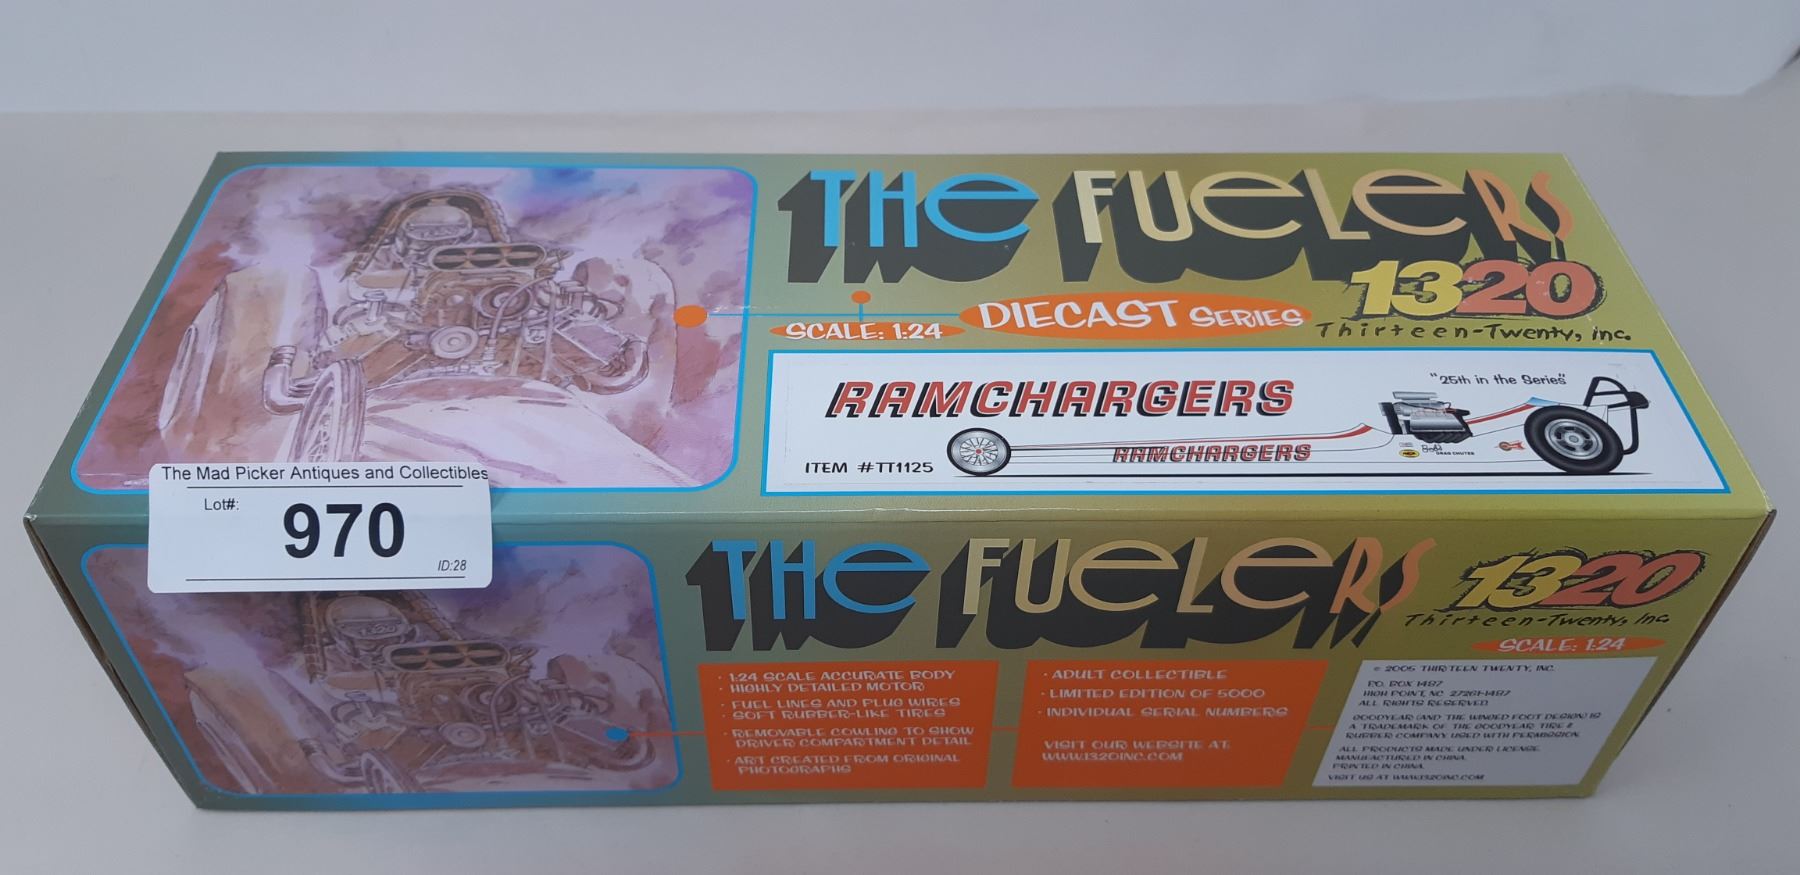 THE FUELERS
1320
Thirteen-Twenty, Inc.
SCALE: 1:24
DIECAST SERIES
RAMCHARGERS
"25th in the Series"
ITEM #TT1125
RAMCHARGERS
DRAG CHUTES
The Mad Picker Antiques and Collectibles
Lot#:
970
ID:28
THE FUELERS
1320
Thirteen-Twenty, Inc.
SCALE: 1:24
· 1:24 SCALE ACCURATE BODY
· HIGHLY DETAILED MOTOR
· FUEL LINES AND PLUG WIRES
· SOFT RUBBER-LIKE TIRES
· REMOVABLE COWLING TO SHOW
DRIVER COMPARTMENT DETAIL
· ART CREATED FROM ORIGINAL
PHOTOGRAPHS
· ADULT COLLECTIBLE
· LIMITED EDITION OF 5000
· INDIVIDUAL SERIAL NUMBERS
VISIT OUR WEBSITE AT
WWW.1320INC.COM
© 2005 THIRTEEN TWENTY, INC.
P.O. BOX 1487
HIGH POINT, NC 27261-1487
ALL RIGHTS RESERVED.
GOODYEAR (AND THE WINGED FOOT DESIGN) IS
A TRADEMARK OF THE GOODYEAR TIRE &
RUBBER COMPANY USED WITH PERMISSION.
ALL PRODUCTS MADE UNDER LICENSE.
MANUFACTURED IN CHINA.
PRINTED IN CHINA.
VISIT US AT WWW.1320INC.COM